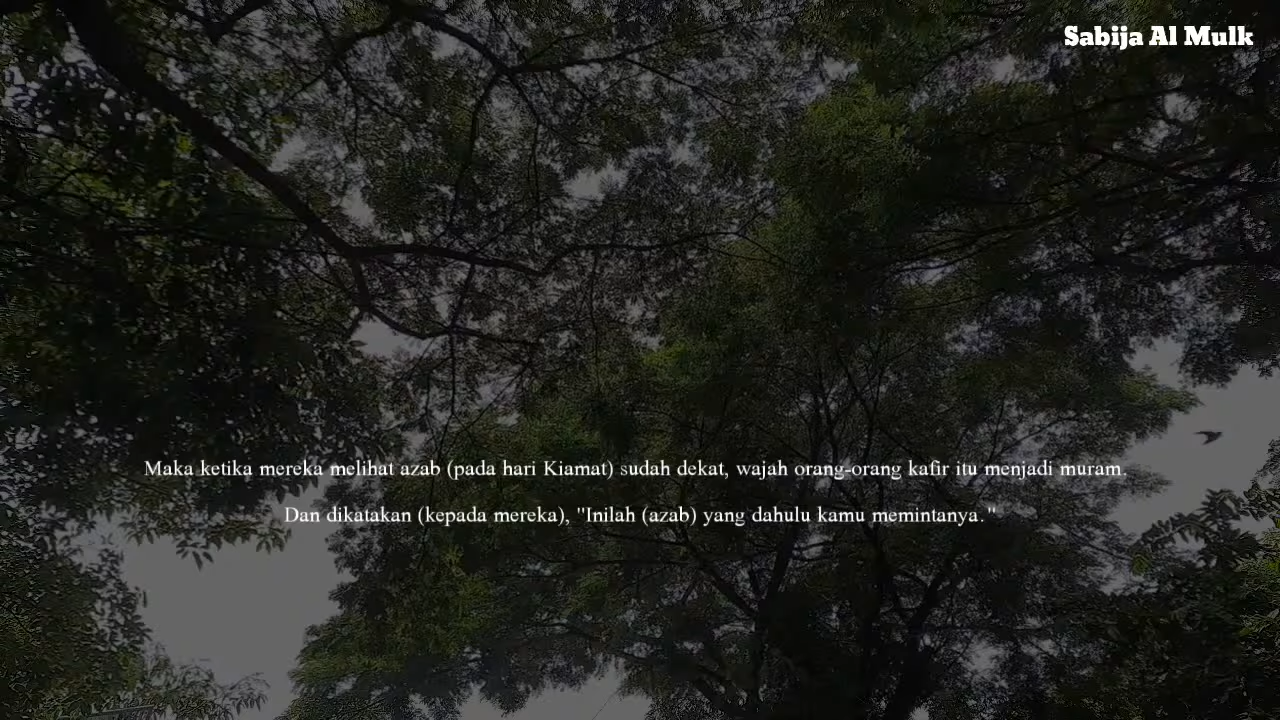 Sabija Al Mulk
Maka ketika mereka melihat azab (pada hari Kiamat) sudah dekat, wajah orang-orang kafir itu menjadi muram.
Dan dikatakan (kepada mereka), "Inilah (azab) yang dahulu kamu memintanya."